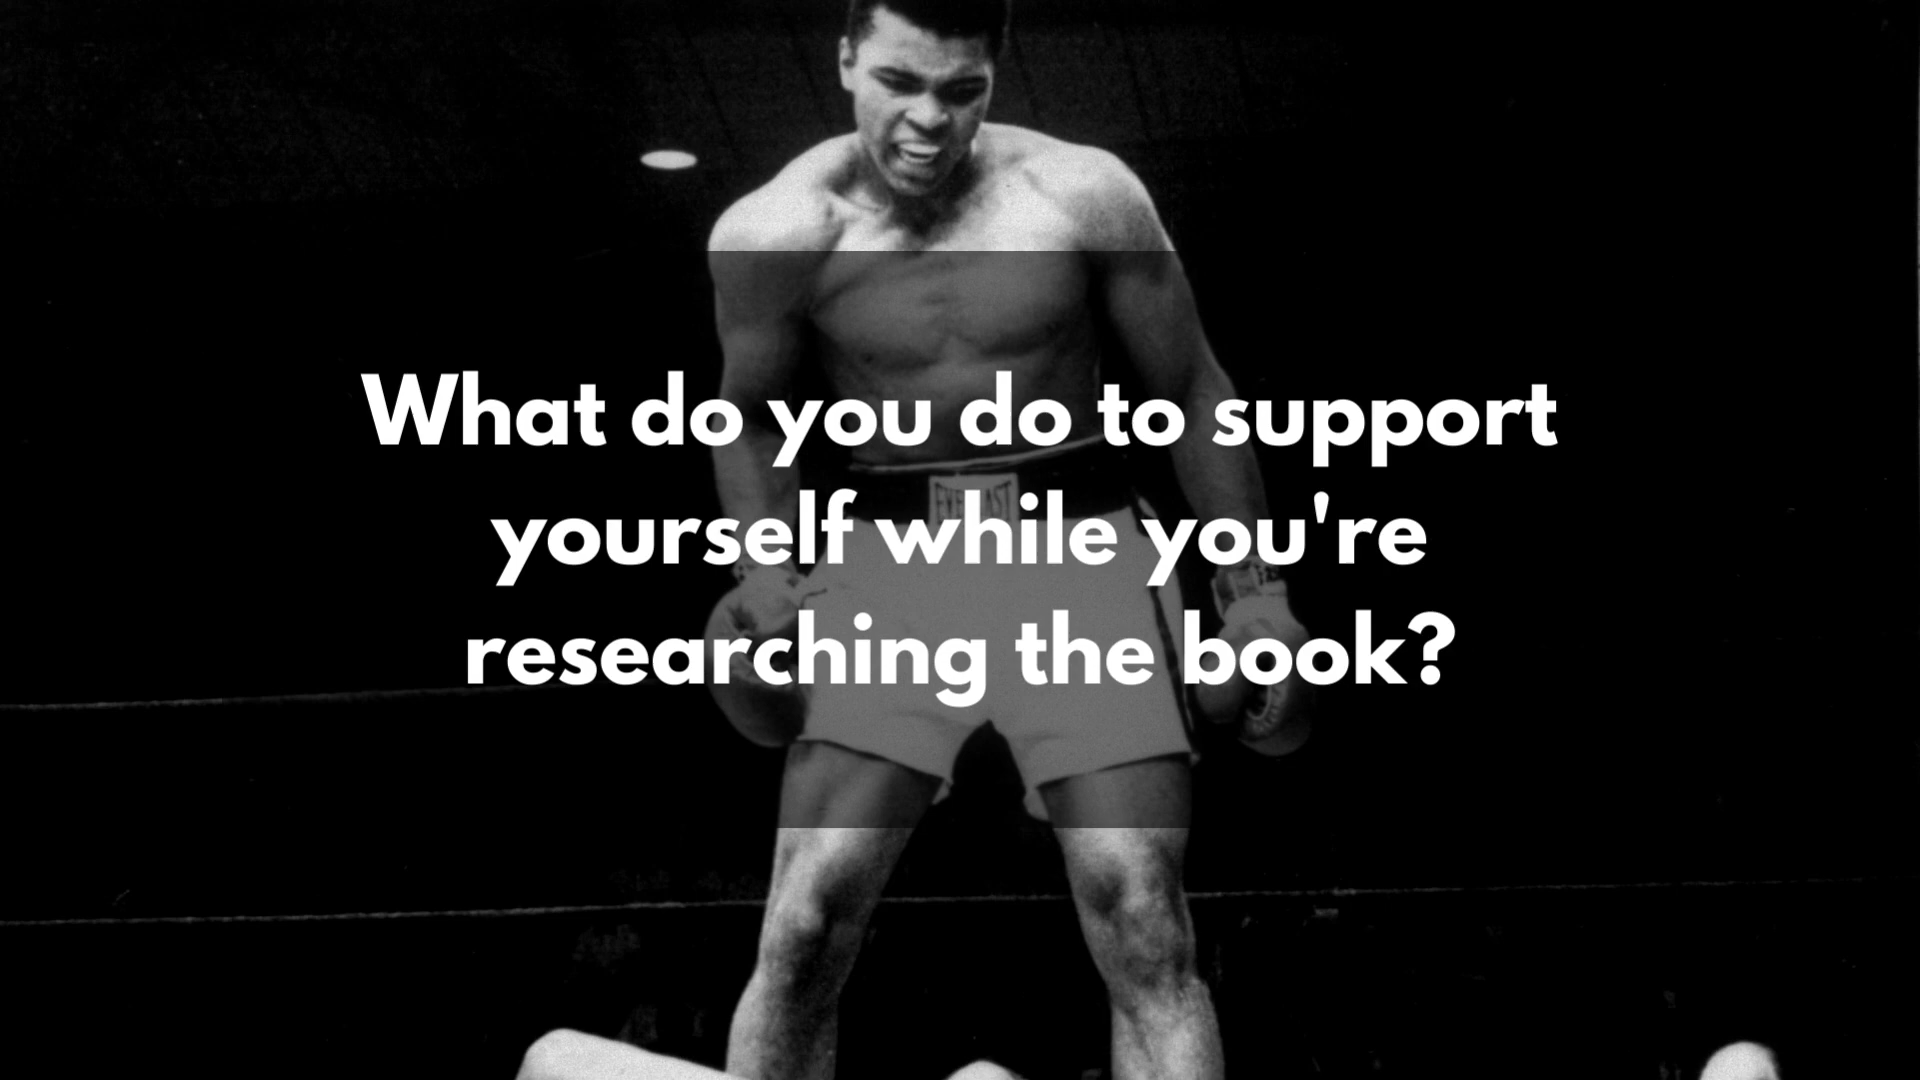 What do you do to support
yourself while you're
researching the book?